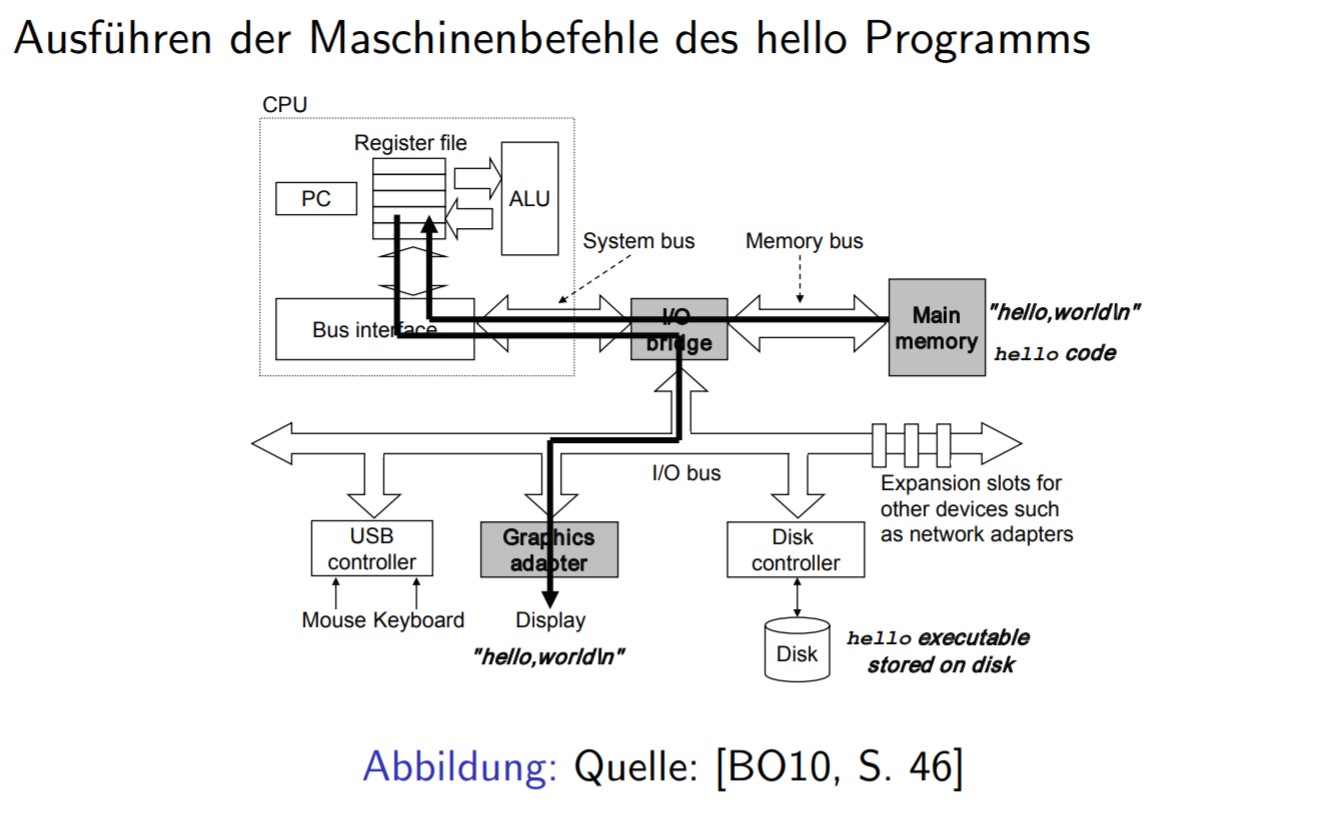 Ausführen der Maschinenbefehle des hello Programms
CPU
Register file
PC
ALU
System bus
Memory bus
Bus interface
I/O
bridge
Main
memory
"hello,world\n"
hello code
I/O bus
Expansion slots for
other devices such
as network adapters
USB
controller
Graphics
adapter
Disk
controller
Mouse Keyboard
Display
"hello,world\n"
Disk
hello executable
stored on disk
Abbildung: Quelle: [BO10, S. 46]